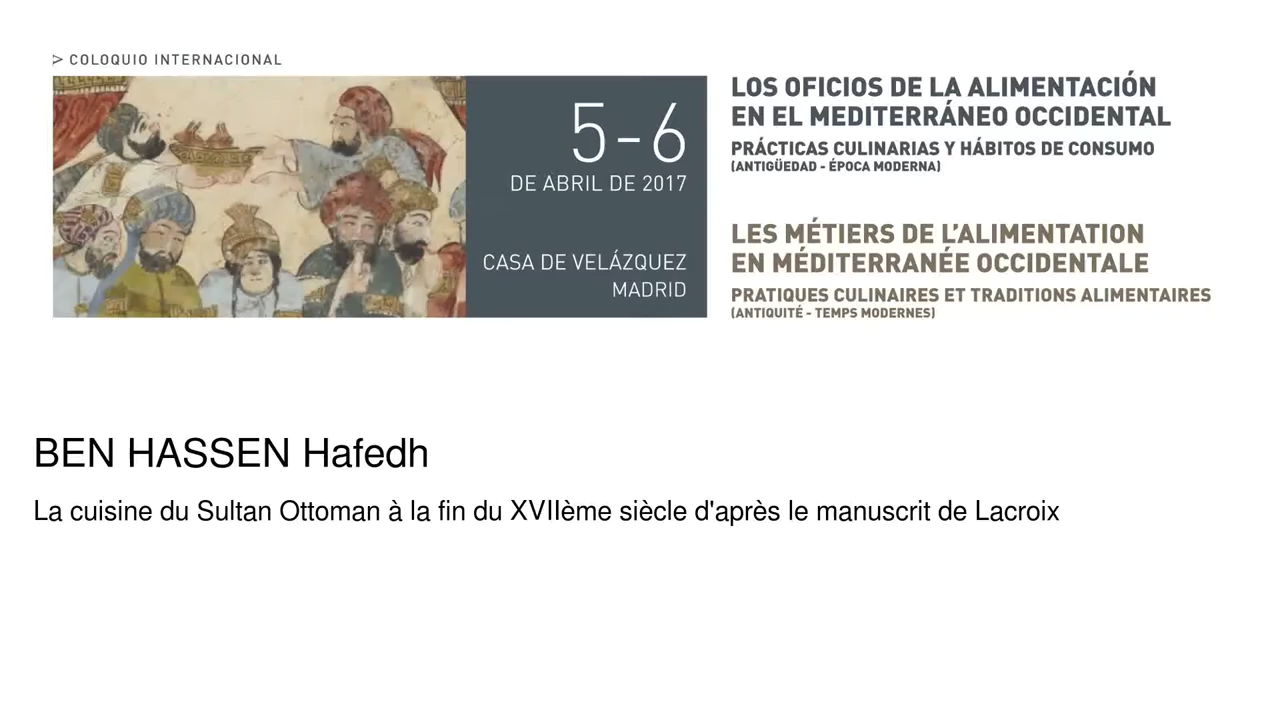 > COLOQUIO INTERNACIONAL
5-6
DE ABRIL DE 2017
CASA DE VELÁZQUEZ
MADRID
LOS OFICIOS DE LA ALIMENTACIÓN
EN EL MEDITERRÁNEO OCCIDENTAL
PRÁCTICAS CULINARIAS Y HÁBITOS DE CONSUMO
(ANTIGÜEDAD - ÉPOCA MODERNA)
LES MÉTIERS DE L'ALIMENTATION
EN MÉDITERRANÉE OCCIDENTALE
PRATIQUES CULINAIRES ET TRADITIONS ALIMENTAIRES
(ANTIQUITÉ - TEMPS MODERNES)
BEN HASSEN Hafedh
La cuisine du Sultan Ottoman à la fin du XVIIème siècle d'après le manuscrit de Lacroix